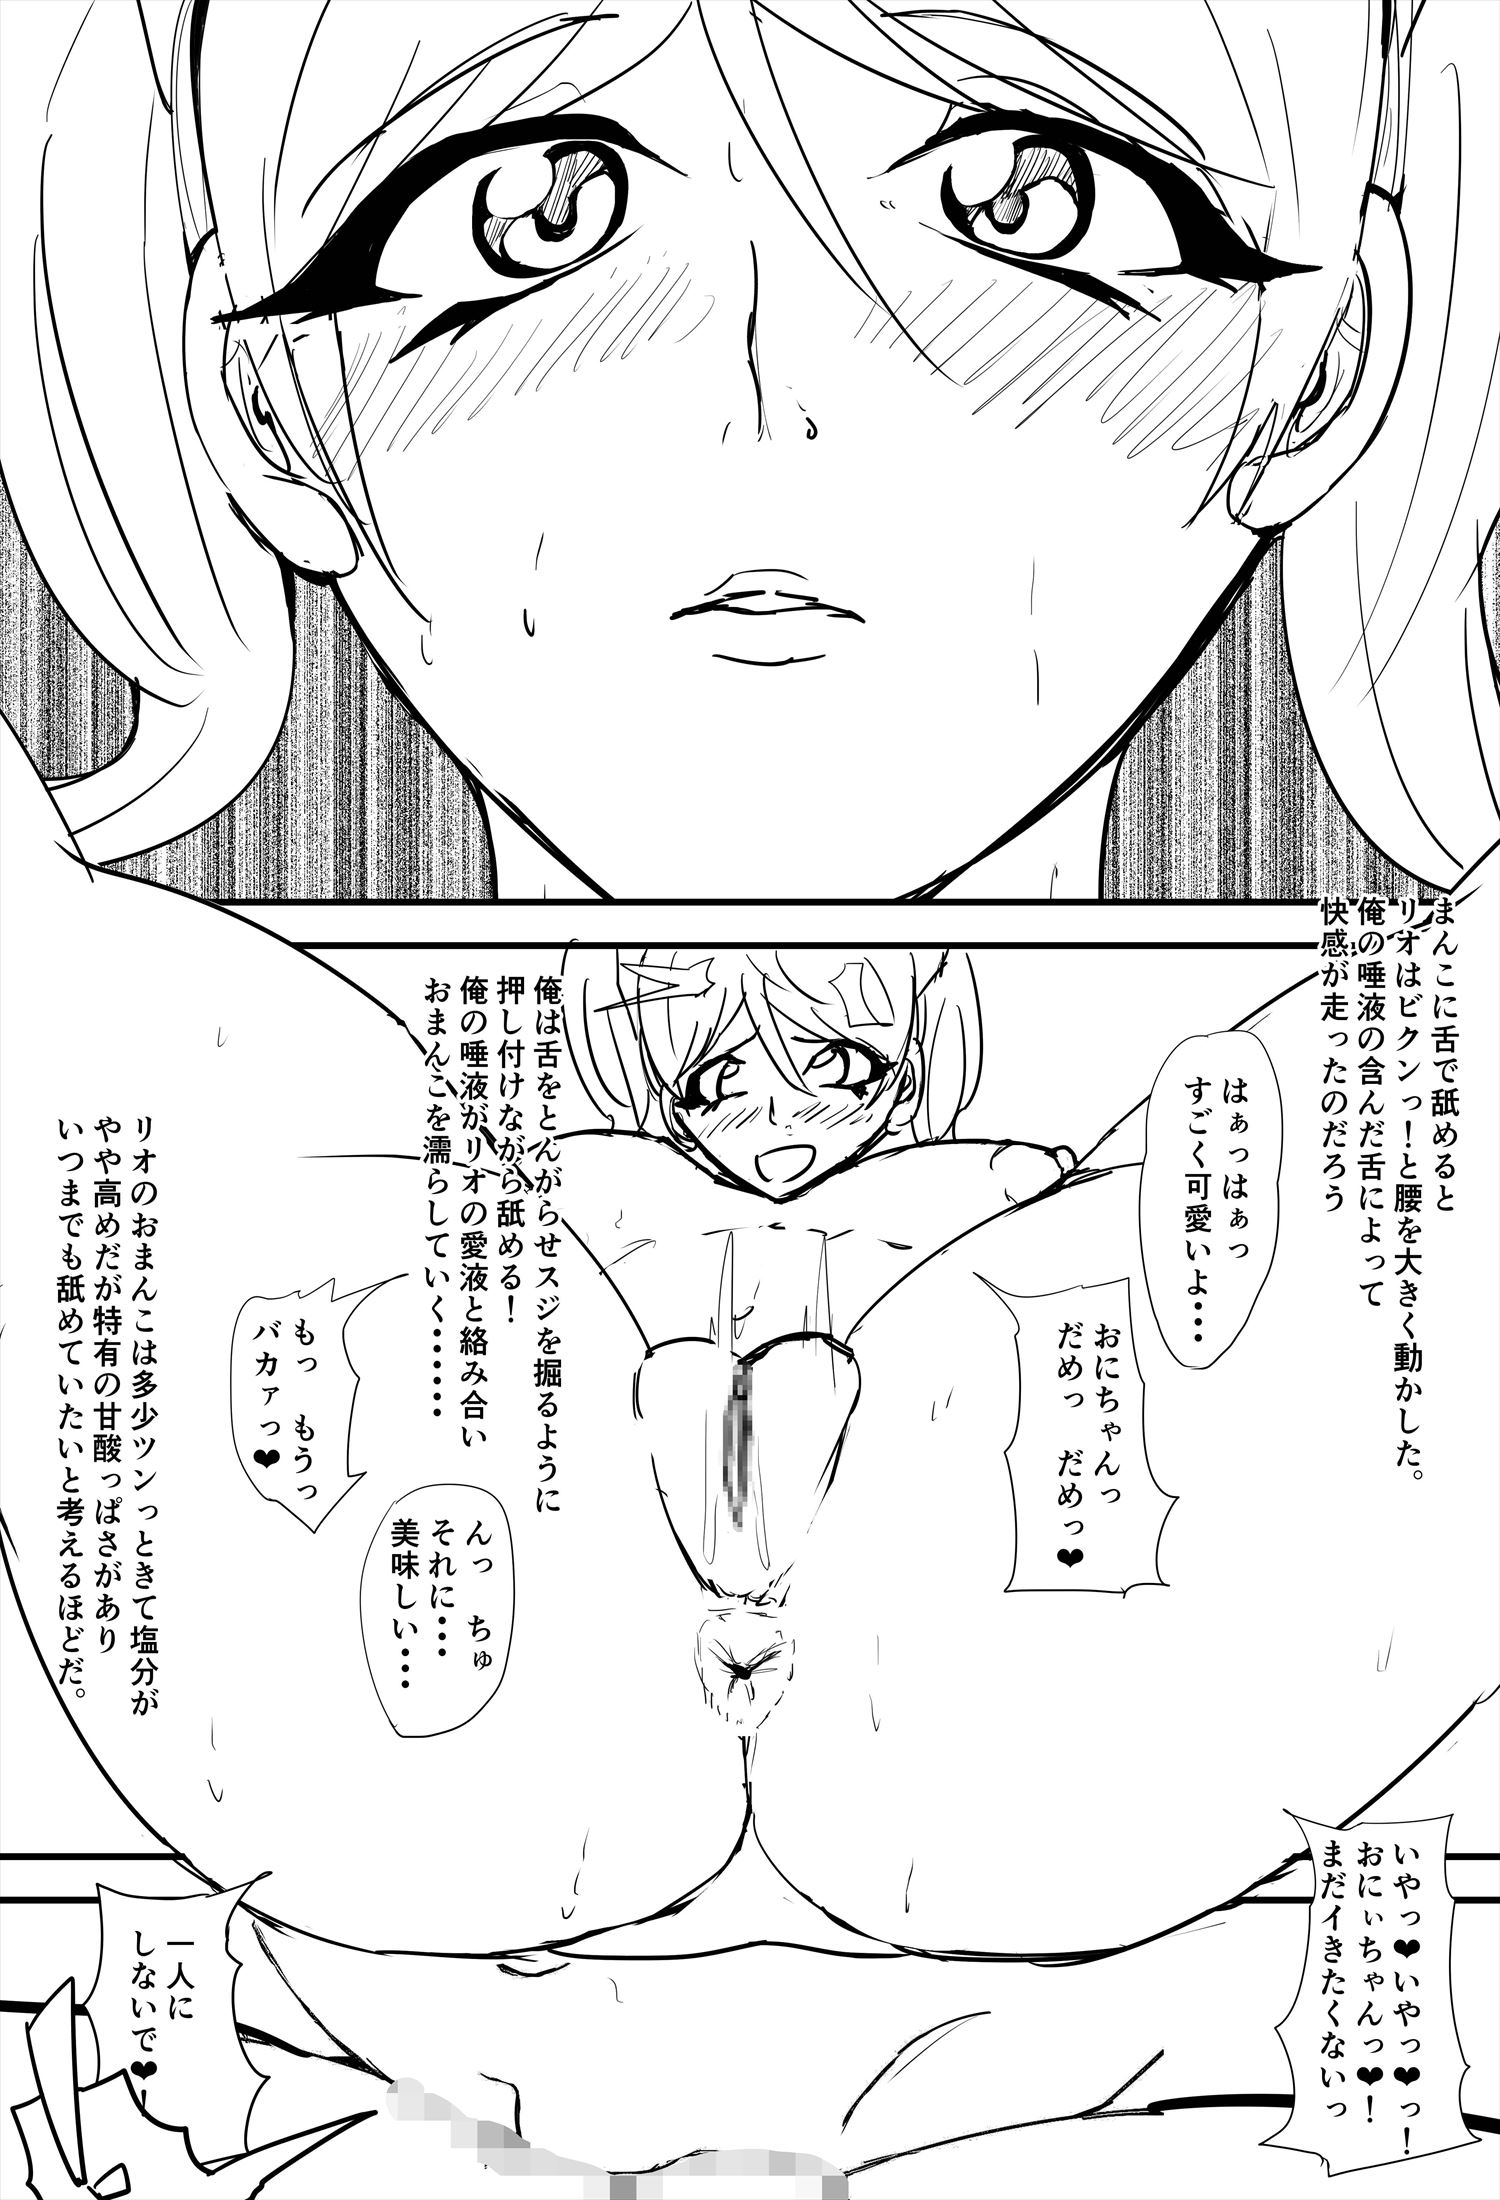 まんこに舌で舐めると
リオはビクンっ！と腰を大きく動かした。
俺の唾液の含んだ舌によって
快感が走ったのだろう
はぁっはぁっ
すごく可愛いよ・・・
おにちゃんっ
だめっ だめっ❤
俺は舌をとんがらせスジを掘るように
押し付けながら舐める！
俺の唾液がリオの愛液と絡み合い
おまんこを濡らしていく・・・・・・
んっ ちゅ
それに・・・
美味しい・・・
もっ もうっ
バカァっ❤
リオのおまんこは多少ツンっときて塩分が
やや高めだが特有の甘酸っぱさがあり
いつまでも舐めていたいと考えるほどだ。
いやっ❤いやっ❤っ！
おにぃちゃんっ❤！
まだイきたくないっ
一人に
しないで❤！